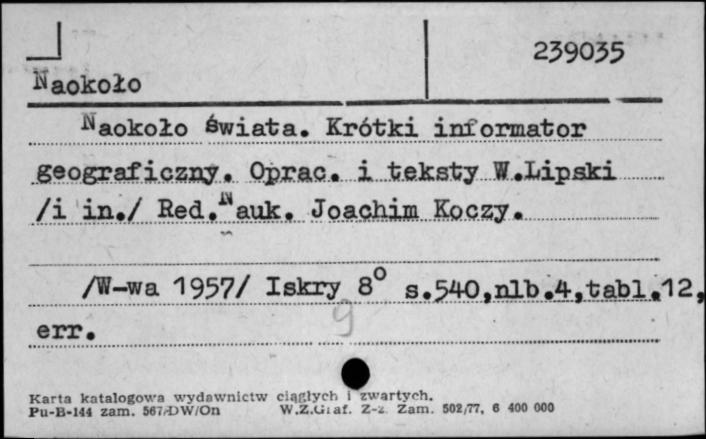 239035
Naokoło
Naokoło świata. Krótki informator
geograficzny. Oprac. i teksty W.Lipski
/i in./ Red.Nauk. Joachim Koczy.
/W-wa 1957/ Iskry 8° s.540,nlb.4,tabl.12,
9
err.
Karta katalogowa wydawnictw ciągłych i zwartych.
Pu-B-144 zam. 567/DW/On W.Z.Graf. Z-z. Zam. 502/77. 6 400 000